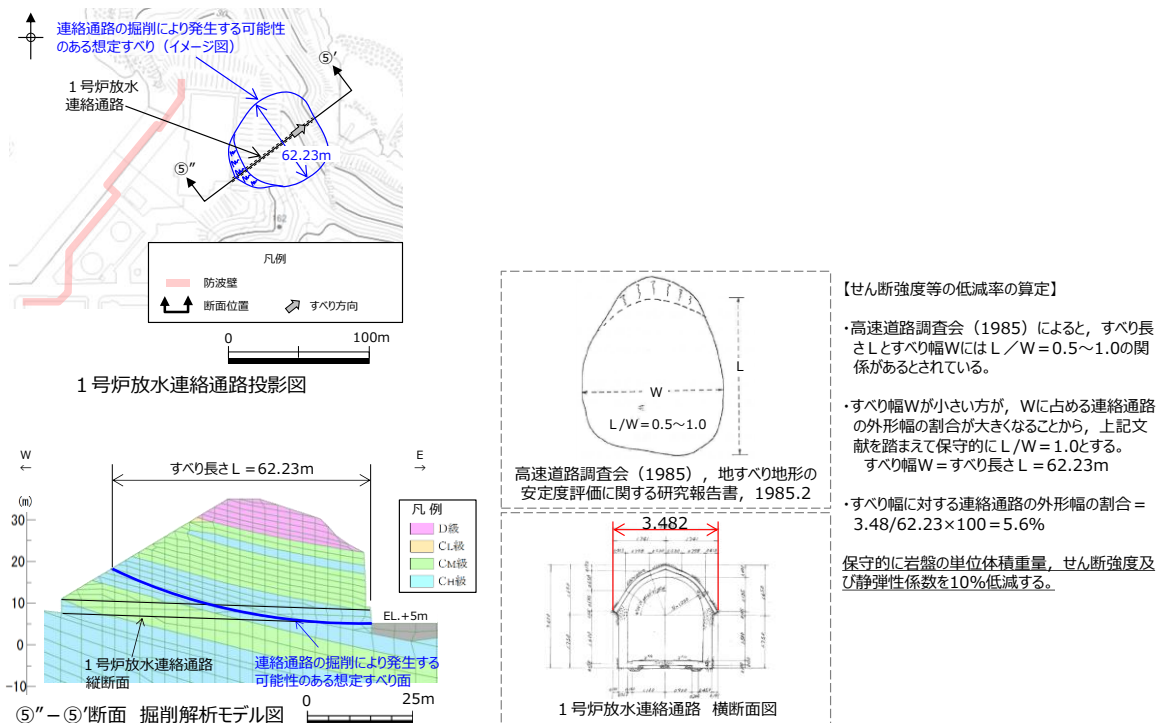 連絡通路の掘削により発生する可能性
のある想定すべり（イメージ図）
１号炉放水
連絡通路
⑤′
⑤″
62.23m
162
凡例
防波壁
断面位置
すべり方向
0
100m
１号炉放水連絡通路投影図
W
←
E
→
すべり長さL＝62.23m
(m)
30
20
10
0
-10
凡 例
D級
CL級
CM級
CH級
EL.+5m
１号炉放水連絡通路
縦断面
連絡通路の掘削により発生する
可能性のある想定すべり面
0
25m
⑤″－⑤′断面 掘削解析モデル図
W
L
L/W＝0.5～1.0
高速道路調査会（1985），地すべり地形の
安定度評価に関する研究報告書，1985.2
3.482
１号炉放水連絡通路 横断面図
【せん断強度等の低減率の算定】
・高速道路調査会（1985）によると，すべり長
さLとすべり幅WにはL／W＝0.5～1.0の関
係があるとされている。
・すべり幅Wが小さい方が，Wに占める連絡通路
の外形幅の割合が大きくなることから，上記文
献を踏まえて保守的にL/W＝1.0とする。
すべり幅W＝すべり長さL＝62.23m
・すべり幅に対する連絡通路の外形幅の割合＝
3.48/62.23×100＝5.6%
保守的に岩盤の単位体積重量，せん断強度及
び静弾性係数を10%低減する。